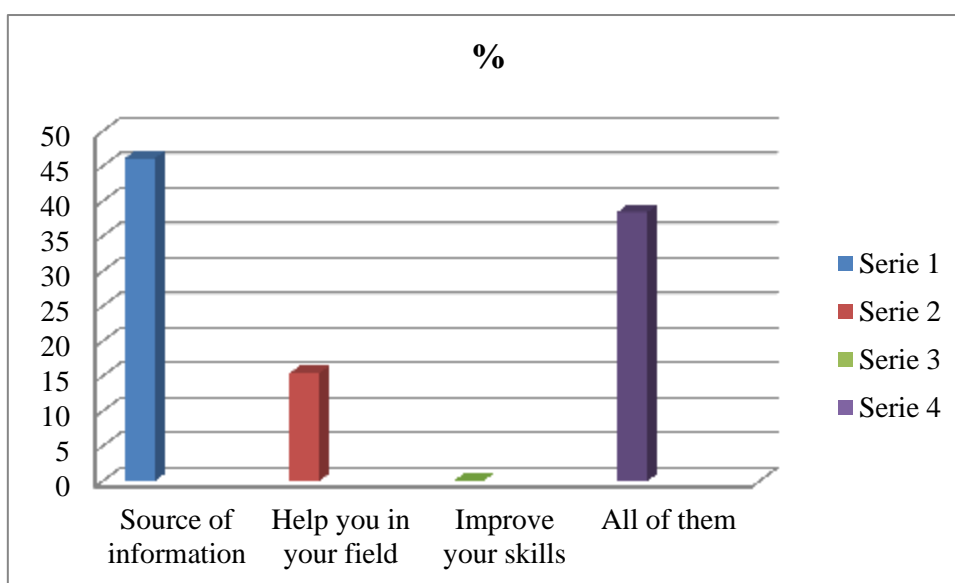 %
50
45
40
35
30
25
20
15
10
5
0
Source of information
Help you in your field
Improve your skills
All of them
Serie 1
Serie 2
Serie 3
Serie 4